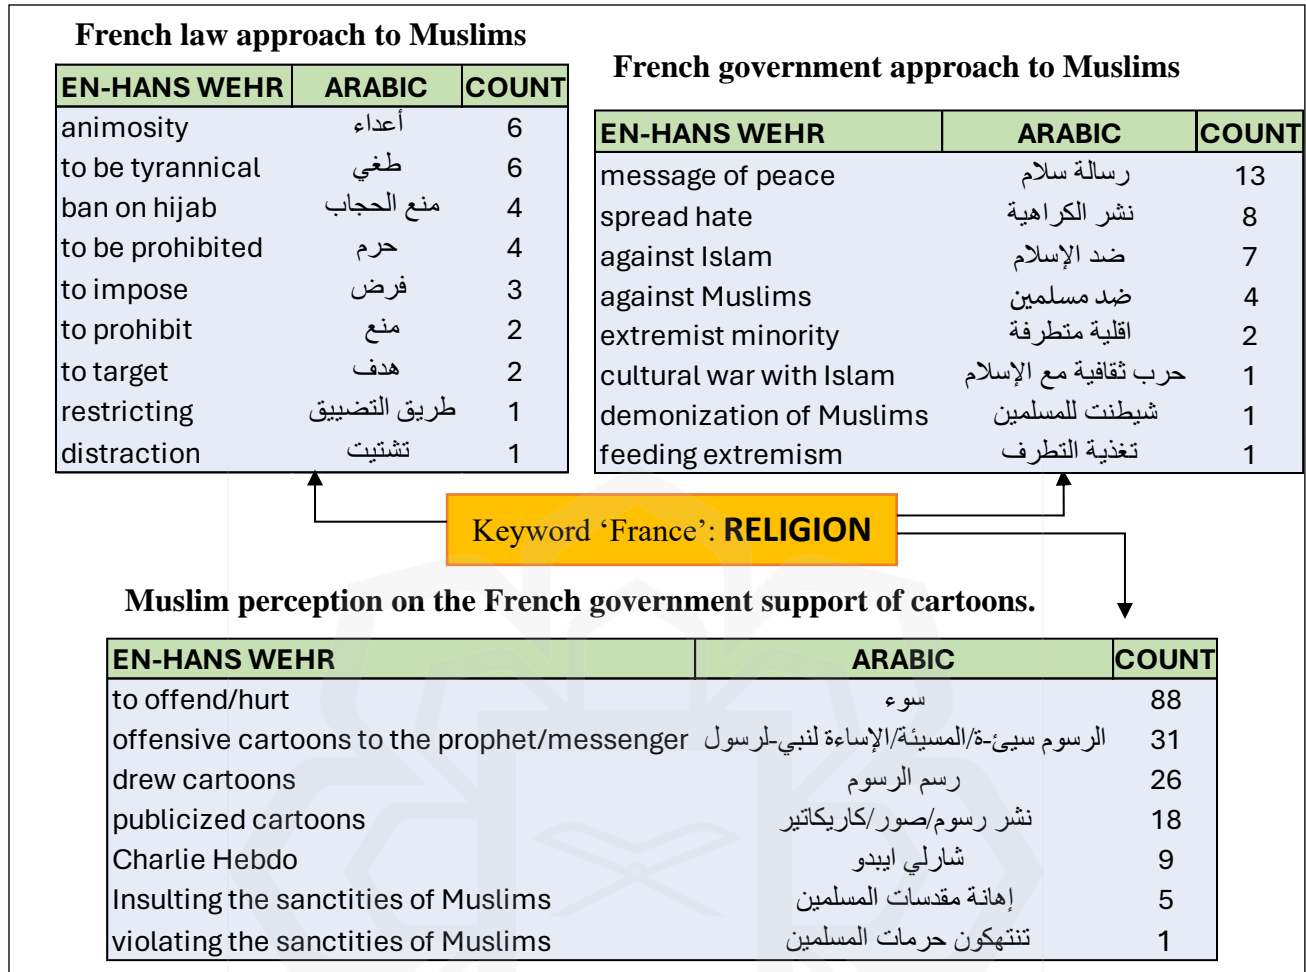 French law approach to Muslims
EN-HANS WEHR ARABIC COUNT
animosity أعداء 6
to be tyrannical طغي 6
ban on hijab منع الحجاب 4
to be prohibited حرم 4
to impose فرض 3
to prohibit منع 2
to target هدف 2
restricting طريق التضييق 1
distraction تشتيت 1
French government approach to Muslims
EN-HANS WEHR ARABIC COUNT
message of peace رسالة سلام 13
spread hate نشر الكراهية 8
against Islam ضد الإسلام 7
against Muslims ضد مسلمين 4
extremist minority اقلية متطرفة 2
cultural war with Islam حرب ثقافية مع الإسلام 1
demonization of Muslims شيطنت للمسلمين 1
feeding extremism تغذية التطرف 1
Keyword ‘France’: RELIGION
Muslim perception on the French government support of cartoons.
EN-HANS WEHR ARABIC COUNT
to offend/hurt سوء 88
offensive cartoons to the prophet/messenger الرسوم سيئ-ة/المسيئة/الإساءة لنبي-لرسول 31
drew cartoons رسم الرسوم 26
publicized cartoons نشر رسوم/صور/كاريكاتير 18
Charlie Hebdo شارلي ايبدو 9
Insulting the sanctities of Muslims إهانة مقدسات المسلمين 5
violating the sanctities of Muslims تنتهكون حرمات المسلمين 1